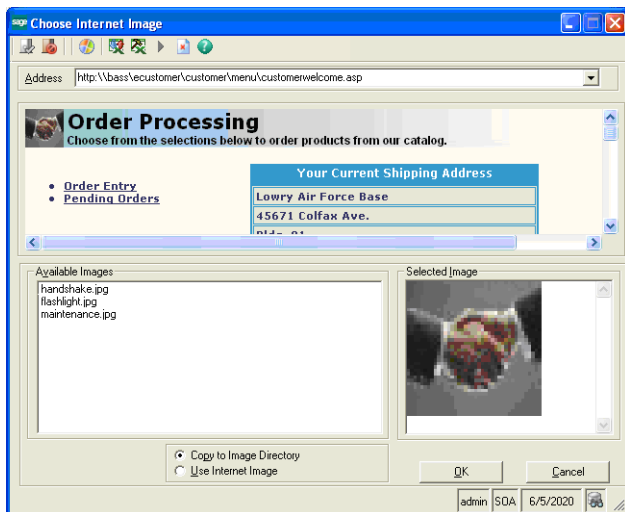 sage Choose Internet Image
Address http:\\bass\ecustomer\customer\menu\customerwelcome.asp
Order Processing
Choose from the selections below to order products from our catalog.
Your Current Shipping Address
Order Entry
Pending Orders
Lowry Air Force Base
45671 Colfax Ave.
Available Images
handshake.jpg
flashlight.jpg
maintenance.jpg
Selected Image
Copy to Image Directory
Use Internet Image
OK
Cancel
admin SOA 6/5/2020